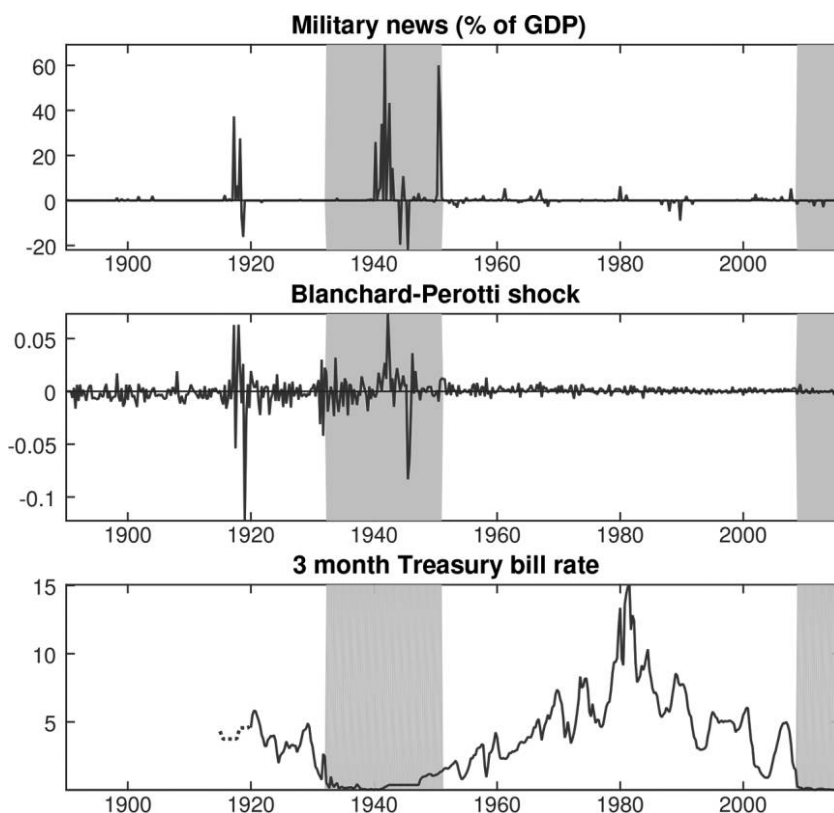 Military news (% of GDP)
60
40
20
0
-20
1900 1920 1940 1960 1980 2000
Blanchard-Perotti shock
0.05
0
-0.05
-0.1
1900 1920 1940 1960 1980 2000
3 month Treasury bill rate
15
10
5
1900 1920 1940 1960 1980 2000